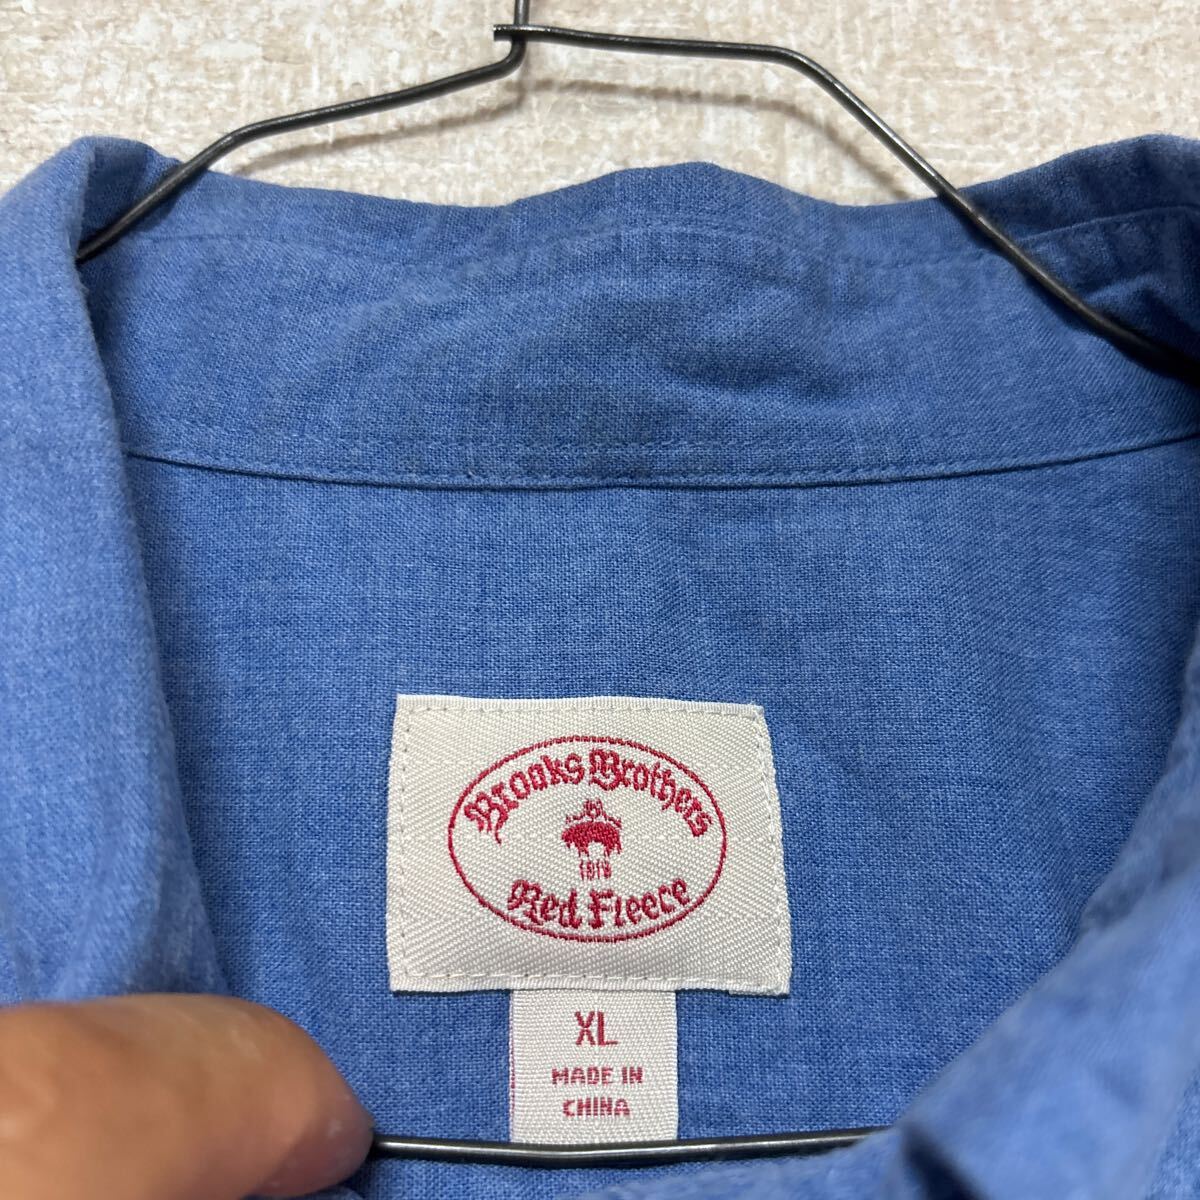 Brooks Brothers
1818
Red Fleece
XL
MADE IN
CHINA